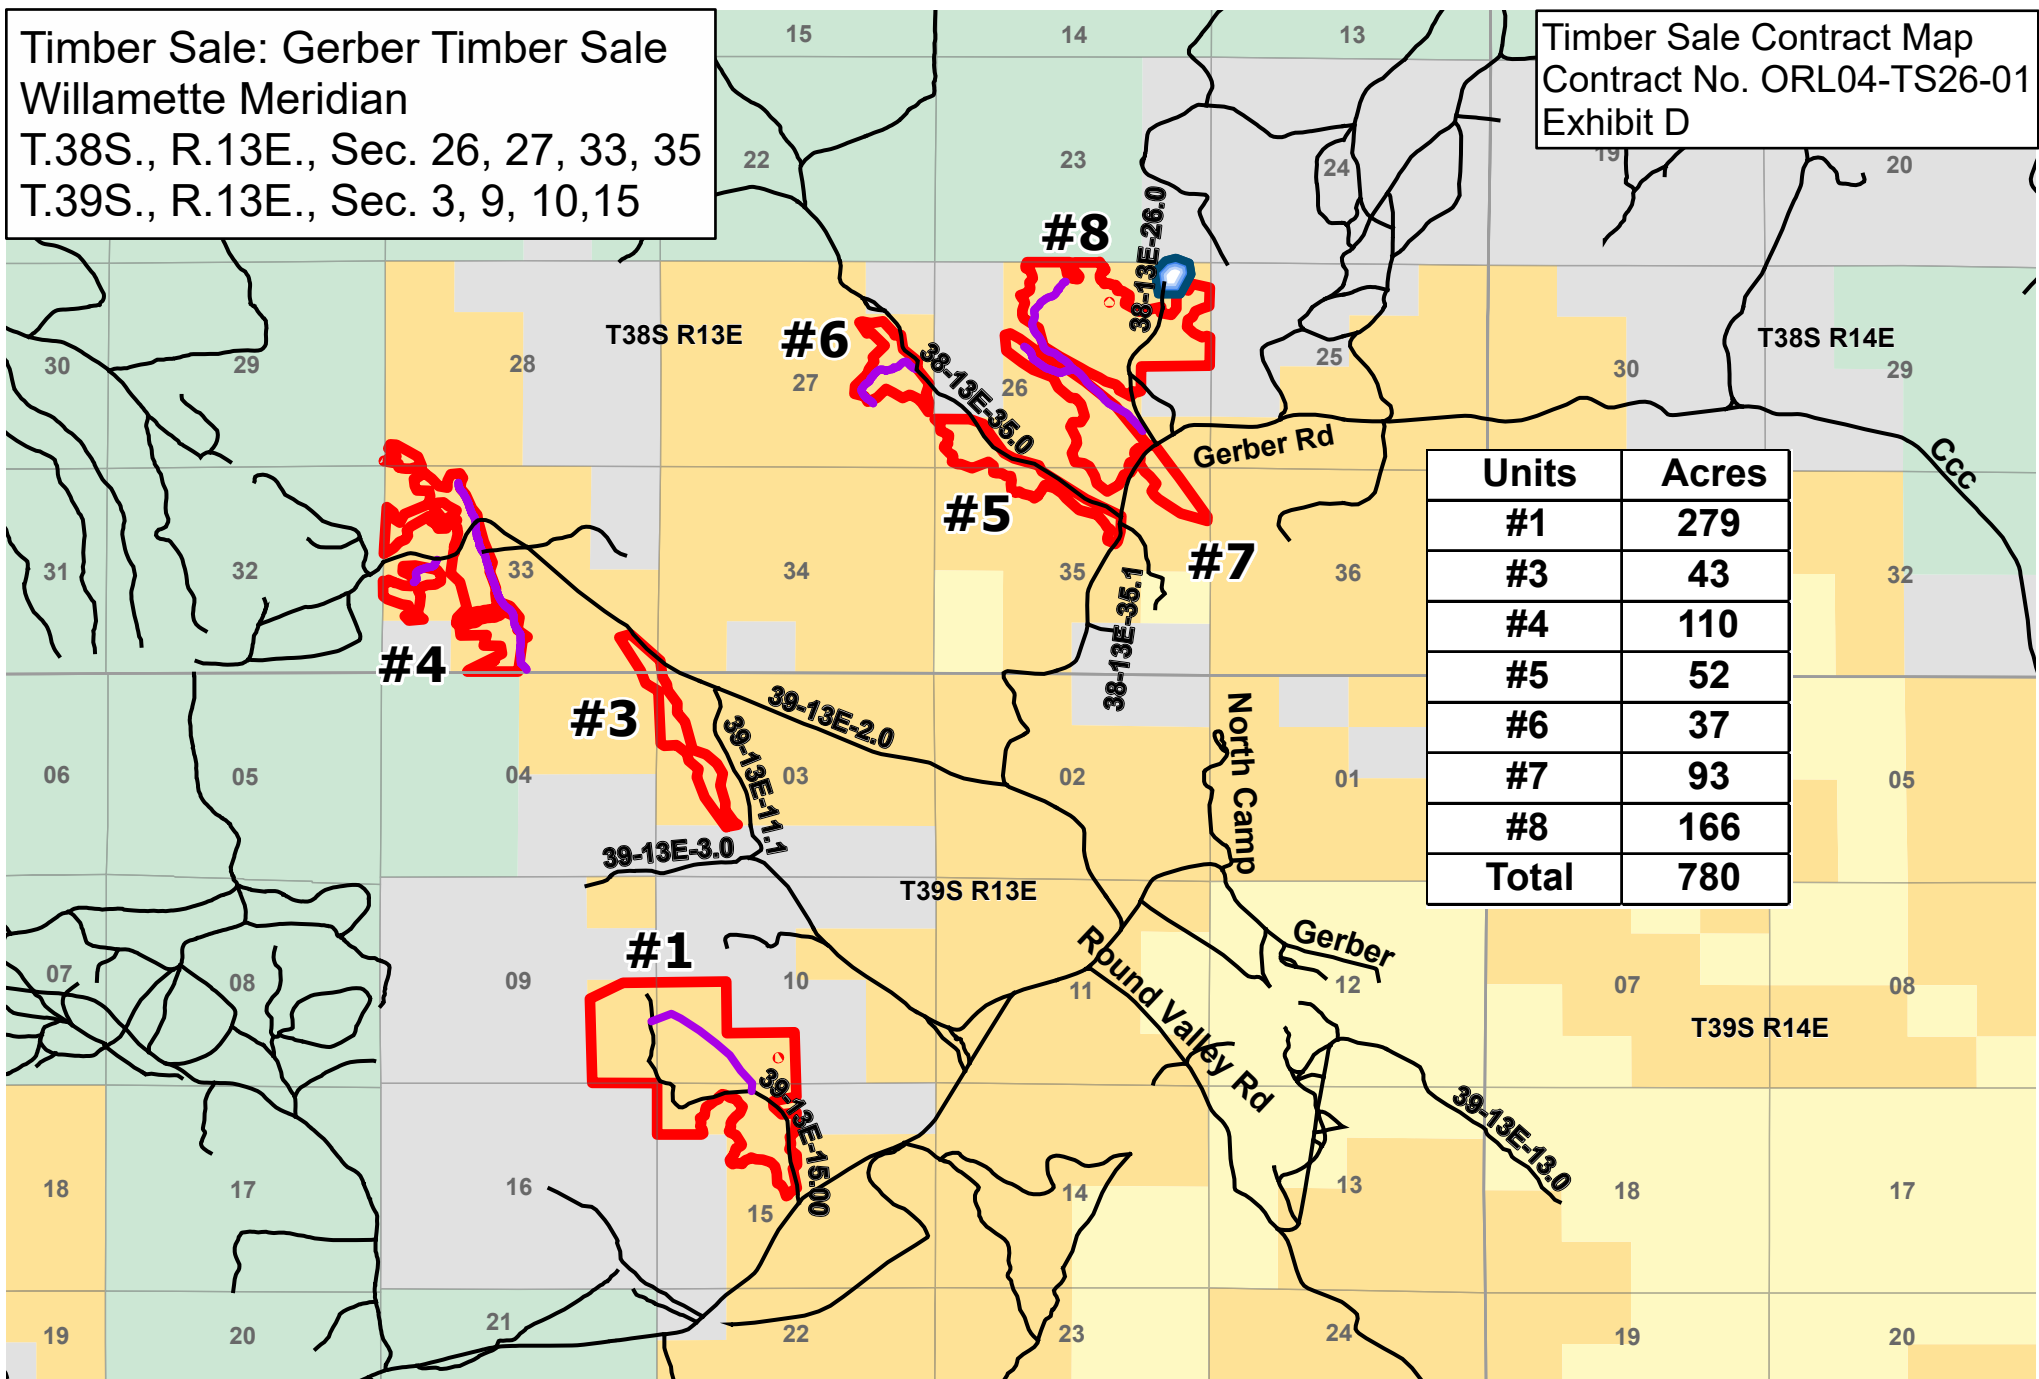 Timber Sale: Gerber Timber Sale
Willamette Meridian
T.38S., R.13E., Sec. 26, 27, 33, 35
T.39S., R.13E., Sec. 3, 9, 10,15
Timber Sale Contract Map
Contract No. ORL04-TS26-01
Exhibit D
15
14
13
22
23
24
19
20
#8
38-13E-26.0
T38S R13E
T38S R14E
#6
30
29
28
27
26
25
30
29
38-13E-35.0
Gerber Rd
Ccc
#5
#7
31
32
33
34
35
36
32
38-13E-35.1
#4
#3
39-13E-2.0
39-13E-11.1
North Camp
Units Acres
#1 279
#3 43
#4 110
#5 52
#6 37
#7 93
#8 166
Total 780
06
05
04
03
02
01
05
39-13E-3.0
T39S R13E
#1
Gerber
Round Valley Rd
07
08
09
10
11
12
07
08
T39S R14E
39-13E-15.00
39-13E-13.0
18
17
16
15
14
13
18
17
19
20
21
22
23
24
19
20